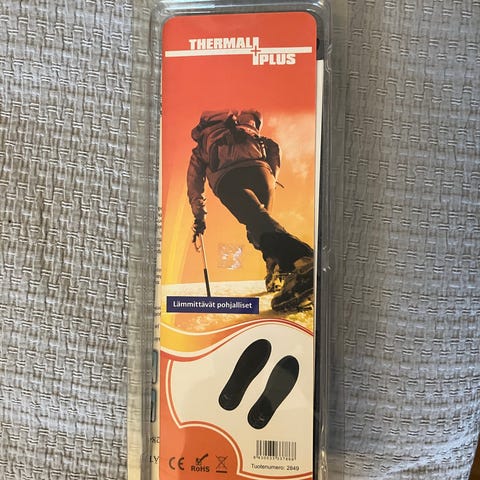 THERMAL
PLUS
Lämmittävät pohjalliset
CE
RoHS
Tuotenumero: 2849